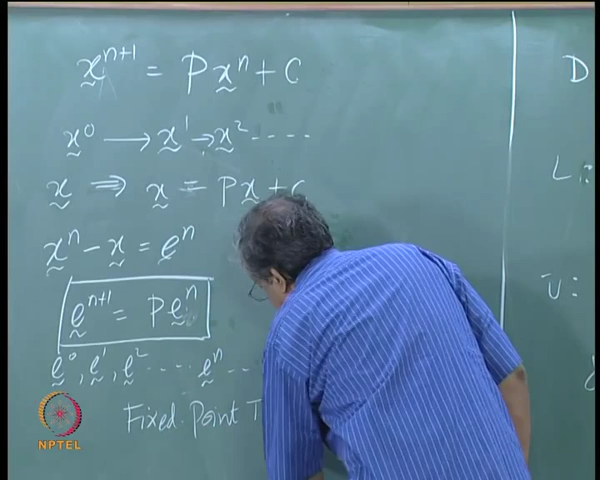 x^{n+1} = P x^n + C
x^0 → x^1 → x^2 ----
x ⇒ x = P x + c
x^n - x = e^n
e^{n+1} = P e^n
e^0, e^1, e^2 ---- e^n --
Fixed Point T
NPTEL
D
L:
U: